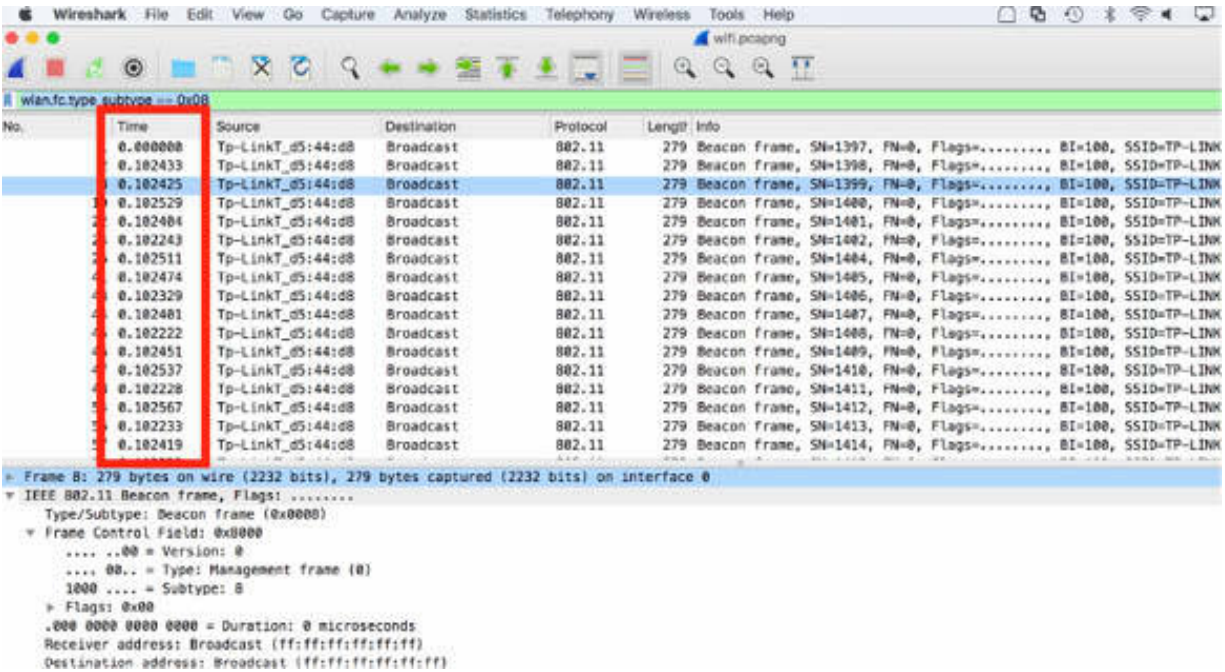 Wireshark File Edit View Go Capture Analyze Statistics Telephony Wireless Tools Help
wifi.pcapng
wlan.fc.type_subtype == 0x08
No. Time Source Destination Protocol Length Info
0.000000 Tp-LinkT_d5:44:d8 Broadcast 802.11 279 Beacon frame, SN=1397, FN=0, Flags=........, BI=100, SSID=TP-LINK
0.102433 Tp-LinkT_d5:44:d8 Broadcast 802.11 279 Beacon frame, SN=1398, FN=0, Flags=........, BI=100, SSID=TP-LINK
0.102425 Tp-LinkT_d5:44:d8 Broadcast 802.11 279 Beacon frame, SN=1399, FN=0, Flags=........, BI=100, SSID=TP-LINK
0.102529 Tp-LinkT_d5:44:d8 Broadcast 802.11 279 Beacon frame, SN=1400, FN=0, Flags=........, BI=100, SSID=TP-LINK
0.102404 Tp-LinkT_d5:44:d8 Broadcast 802.11 279 Beacon frame, SN=1401, FN=0, Flags=........, BI=100, SSID=TP-LINK
0.102243 Tp-LinkT_d5:44:d8 Broadcast 802.11 279 Beacon frame, SN=1402, FN=0, Flags=........, BI=100, SSID=TP-LINK
0.102511 Tp-LinkT_d5:44:d8 Broadcast 802.11 279 Beacon frame, SN=1404, FN=0, Flags=........, BI=100, SSID=TP-LINK
0.102474 Tp-LinkT_d5:44:d8 Broadcast 802.11 279 Beacon frame, SN=1405, FN=0, Flags=........, BI=100, SSID=TP-LINK
0.102329 Tp-LinkT_d5:44:d8 Broadcast 802.11 279 Beacon frame, SN=1406, FN=0, Flags=........, BI=100, SSID=TP-LINK
0.102401 Tp-LinkT_d5:44:d8 Broadcast 802.11 279 Beacon frame, SN=1407, FN=0, Flags=........, BI=100, SSID=TP-LINK
0.102222 Tp-LinkT_d5:44:d8 Broadcast 802.11 279 Beacon frame, SN=1408, FN=0, Flags=........, BI=100, SSID=TP-LINK
0.102451 Tp-LinkT_d5:44:d8 Broadcast 802.11 279 Beacon frame, SN=1409, FN=0, Flags=........, BI=100, SSID=TP-LINK
0.102537 Tp-LinkT_d5:44:d8 Broadcast 802.11 279 Beacon frame, SN=1410, FN=0, Flags=........, BI=100, SSID=TP-LINK
0.102228 Tp-LinkT_d5:44:d8 Broadcast 802.11 279 Beacon frame, SN=1411, FN=0, Flags=........, BI=100, SSID=TP-LINK
0.102567 Tp-LinkT_d5:44:d8 Broadcast 802.11 279 Beacon frame, SN=1412, FN=0, Flags=........, BI=100, SSID=TP-LINK
0.102233 Tp-LinkT_d5:44:d8 Broadcast 802.11 279 Beacon frame, SN=1413, FN=0, Flags=........, BI=100, SSID=TP-LINK
0.102419 Tp-LinkT_d5:44:d8 Broadcast 802.11 279 Beacon frame, SN=1414, FN=0, Flags=........, BI=100, SSID=TP-LINK
Frame 8: 279 bytes on wire (2232 bits), 279 bytes captured (2232 bits) on interface 0
IEEE 802.11 Beacon frame, Flags: ........
Type/Subtype: Beacon frame (0x0008)
Frame Control Field: 0x8000
.... ..00 = Version: 0
.... 00.. = Type: Management frame (0)
1000 .... = Subtype: 8
Flags: 0x00
.000 0000 0000 0000 = Duration: 0 microseconds
Receiver address: Broadcast (ff:ff:ff:ff:ff:ff)
Destination address: Broadcast (ff:ff:ff:ff:ff:ff)